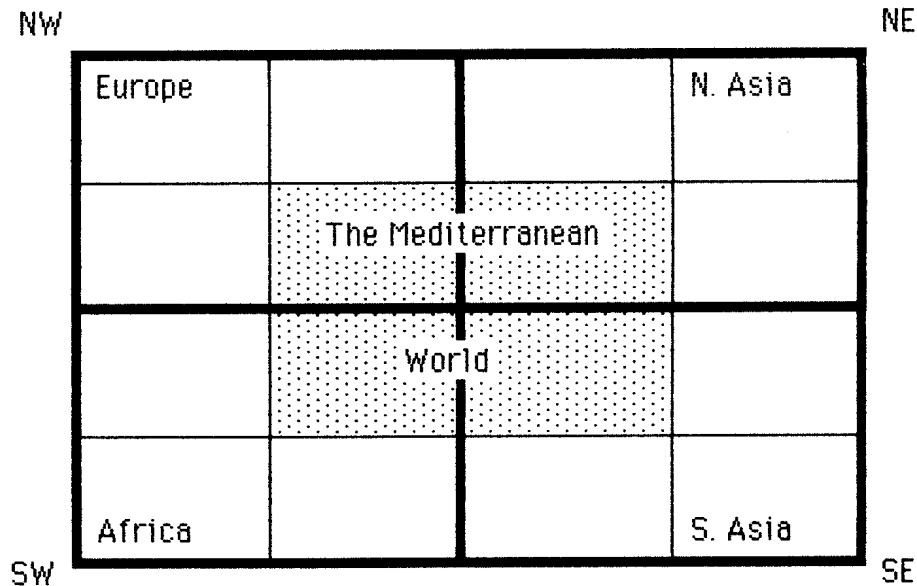 NW NE
Europe N. Asia
The Mediterranean
World
Africa S. Asia
SW SE